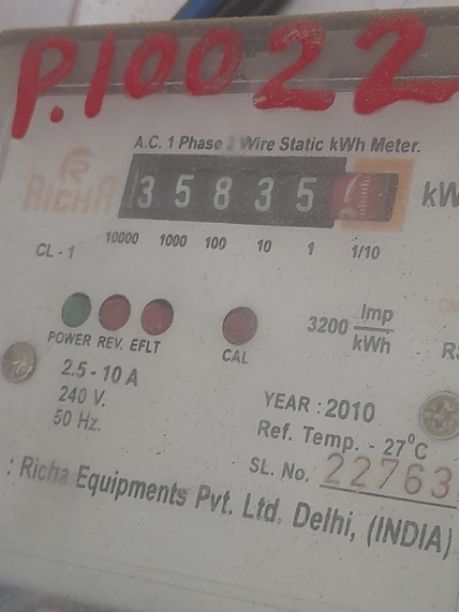 P.10022
A.C. 1 Phase 2 Wire Static kWh Meter.
RICHA
35835
kW
10000 1000 100 10 1 1/10
CL - 1
POWER REV. EFLT
CAL
3200 Imp
kWh
2.5 - 10 A
240 V.
50 Hz.
YEAR : 2010
Ref. Temp. - 27°C
SL. No. 22763
: Richa Equipments Pvt. Ltd. Delhi, (INDIA)